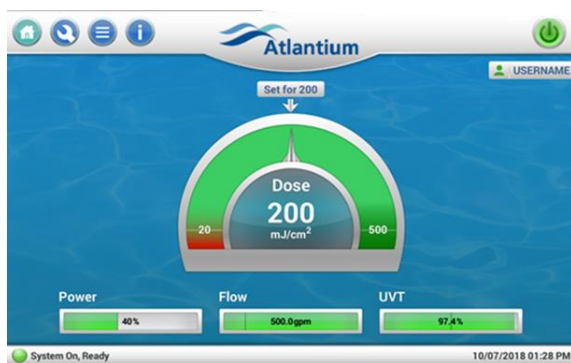 Atlantium
USERNAME
Set for 200
Dose
200
mJ/cm²
20
500
Power
Flow
UVT
40%
500.0gpm
97.4%
System On, Ready
10/07/2018 01:28 PM